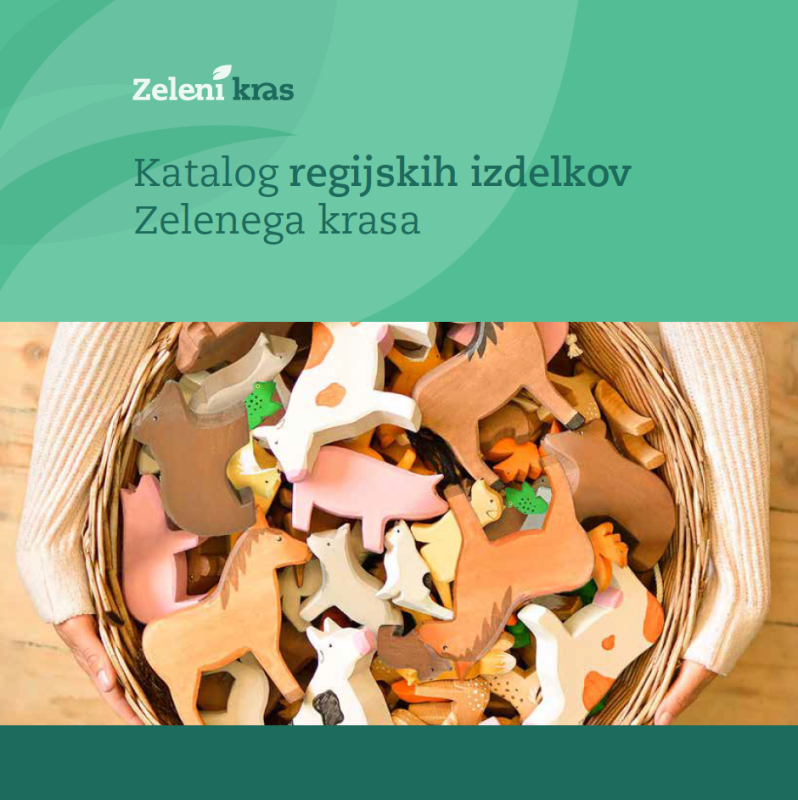 Zeleni kras
Katalog regijskih izdelkov
Zelenega krasa